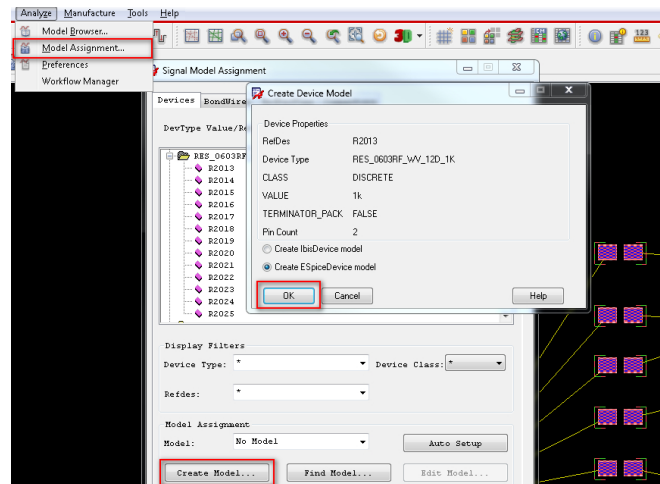 Analyze Manufacture Tools Help
Model Browser...
Model Assignment...
Preferences
Workflow Manager
Signal Model Assignment
Devices BondWire
DevType Value/Re
RES_0603RF
R2013
R2014
R2015
R2016
R2017
R2018
R2019
R2020
R2021
R2022
R2023
R2024
R2025
Create Device Model
Device Properties
RefDes R2013
Device Type RES_0603RF_WV_12D_1K
CLASS DISCRETE
VALUE 1k
TERMINATOR_PACK FALSE
Pin Count 2
Create IbisDevice model
Create ESpiceDevice model
OK Cancel Help
Display Filters
Device Type: * Device Class: *
Refdes: *
Model Assignment
Model: No Model Auto Setup
Create Model... Find Model... Edit Model...
3D
123